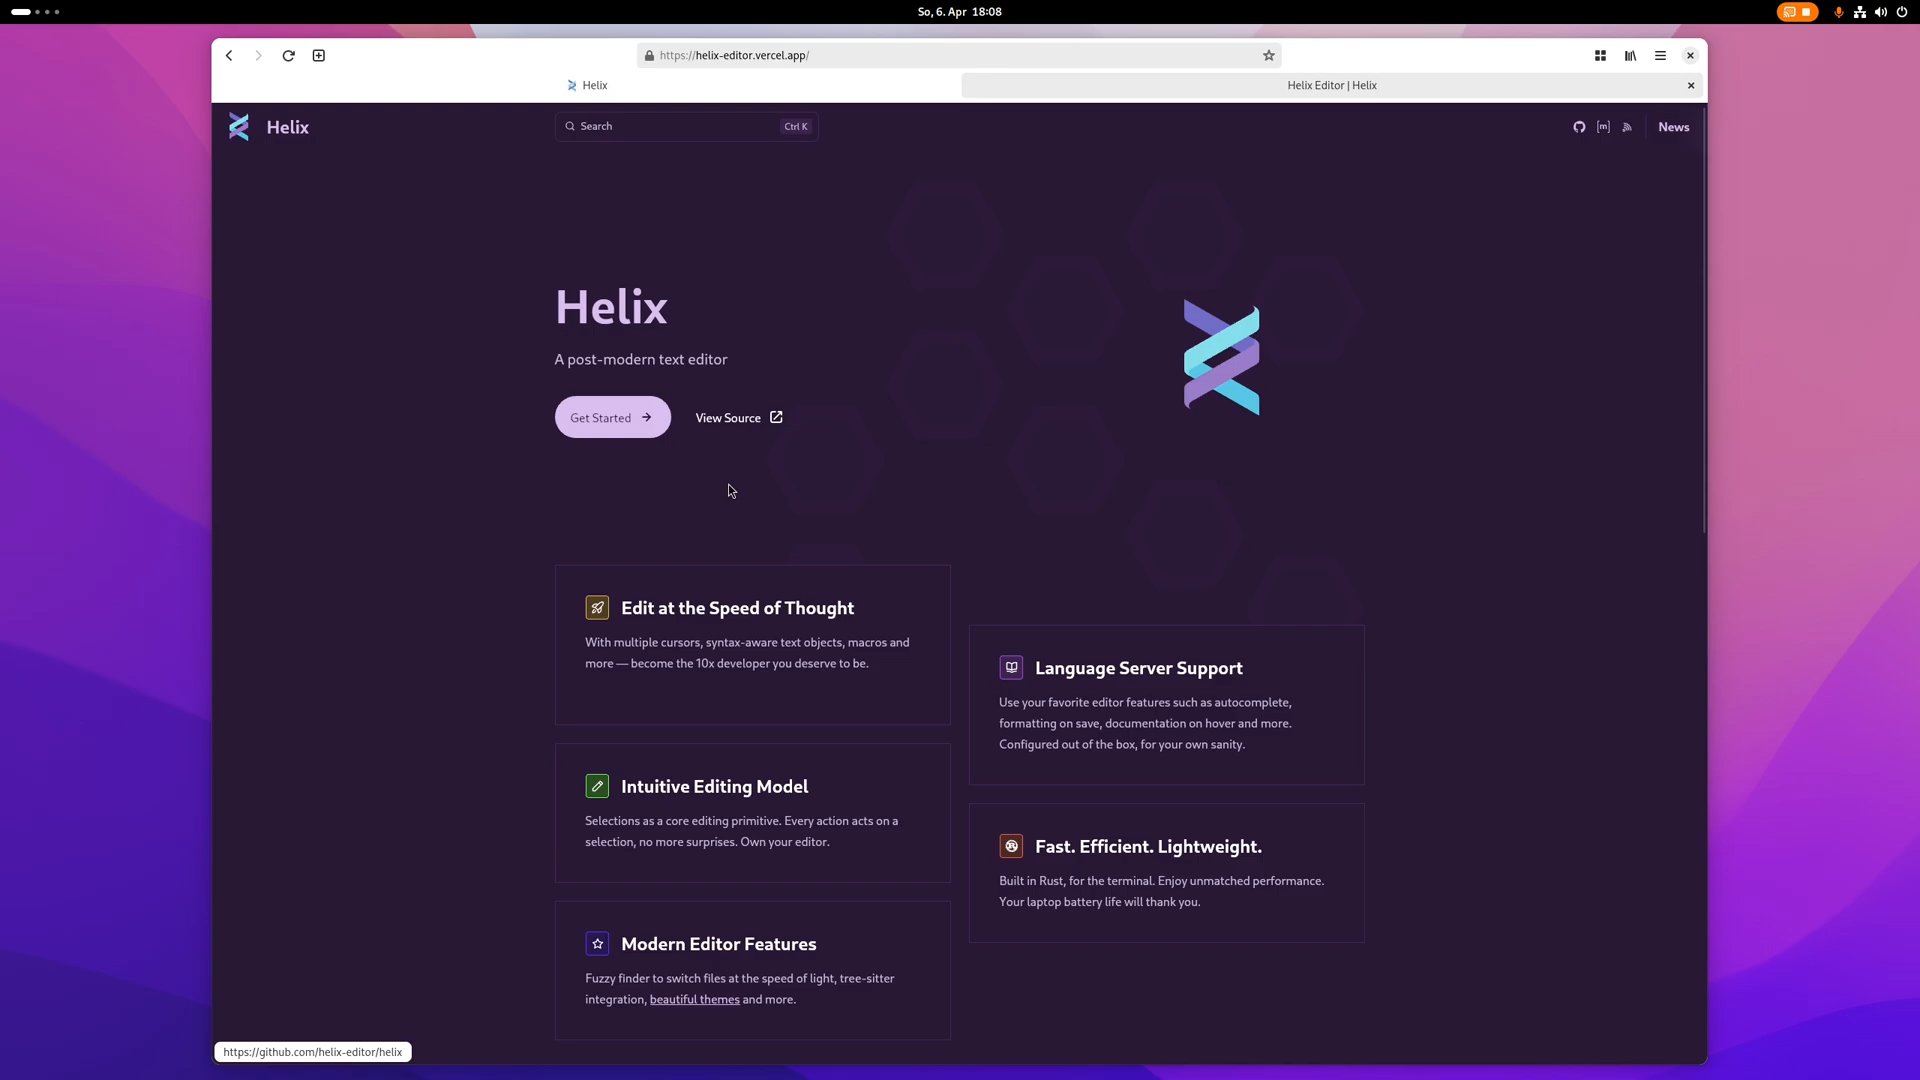 So, 6. Apr 18:08
https://helix-editor.vercel.app/
Helix
Helix Editor | Helix
Helix
Search
Ctrl K
[m]
News
Helix
A post-modern text editor
Get Started
View Source
Edit at the Speed of Thought
With multiple cursors, syntax-aware text objects, macros and
more — become the 10x developer you deserve to be.
Language Server Support
Use your favorite editor features such as autocomplete,
formatting on save, documentation on hover and more.
Configured out of the box, for your own sanity.
Intuitive Editing Model
Selections as a core editing primitive. Every action acts on a
selection, no more surprises. Own your editor.
Fast. Efficient. Lightweight.
Built in Rust, for the terminal. Enjoy unmatched performance.
Your laptop battery life will thank you.
Modern Editor Features
Fuzzy finder to switch files at the speed of light, tree-sitter
integration, beautiful themes and more.
https://github.com/helix-editor/helix